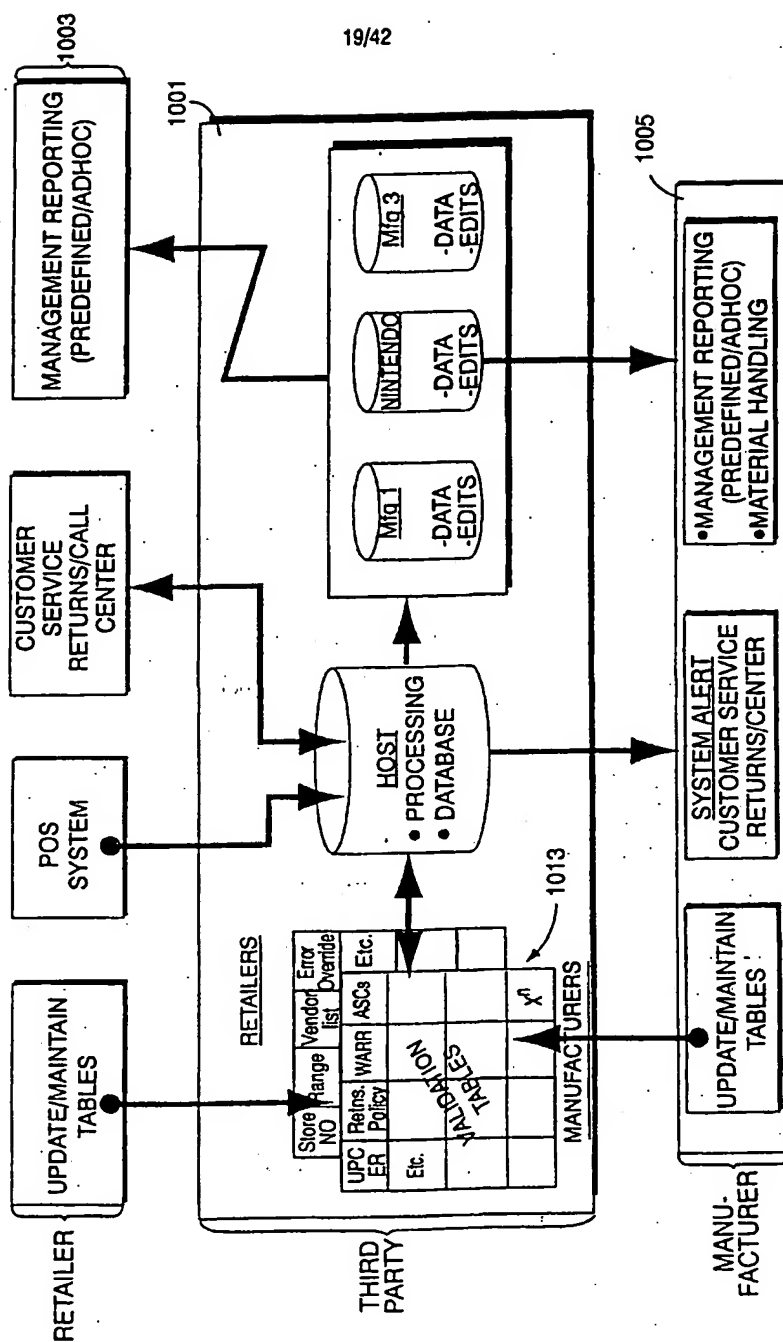 19/42
RETAILER
UPDATE/MAINTAIN
TABLES
POS
SYSTEM
CUSTOMER
SERVICE
RETURNS/CALL
CENTER
MANAGEMENT REPORTING
(PREDEFINED/ADHOC)
1003
THIRD
PARTY
1001
RETAILERS
Store
NO
Range
Vendor
list
Error
Override
UPC
ER
Retns.
Policy
WARR
ASCs
Etc.
Etc.
VALIDATION
TABLES
Xⁿ
MANUFACTURERS
1013
HOST
• PROCESSING
• DATABASE
Mfg 1
-DATA
-EDITS
NINTENDO
-DATA
-EDITS
Mfg 3
-DATA
-EDITS
MANU-
FACTURER
UPDATE/MAINTAIN
TABLES
SYSTEM ALERT
CUSTOMER SERVICE
RETURNS/CENTER
•MANAGEMENT REPORTING
(PREDEFINED/ADHOC)
•MATERIAL HANDLING
1005